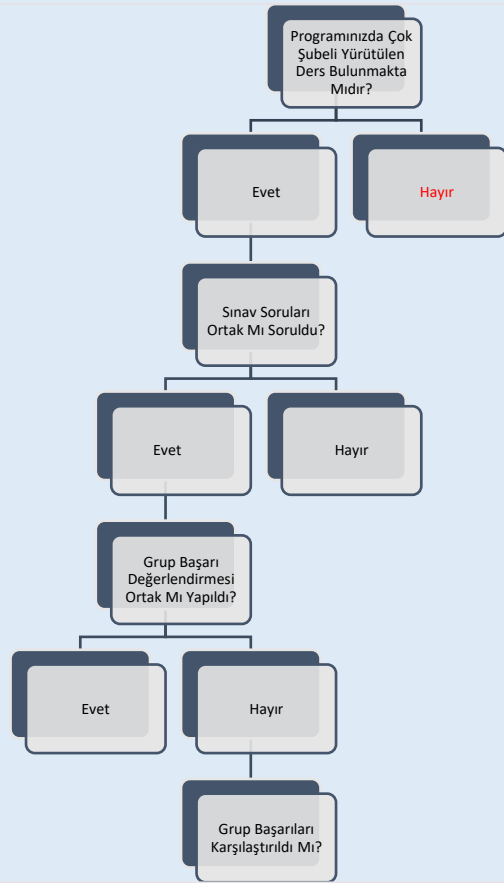 Programınızda Çok
Şubeli Yürütülen
Ders Bulunmakta
Mıdır?
Evet
Hayır
Sınav Soruları
Ortak Mı Soruldu?
Evet
Hayır
Grup Başarı
Değerlendirmesi
Ortak Mı Yapıldı?
Evet
Hayır
Grup Başarıları
Karşılaştırıldı Mı?